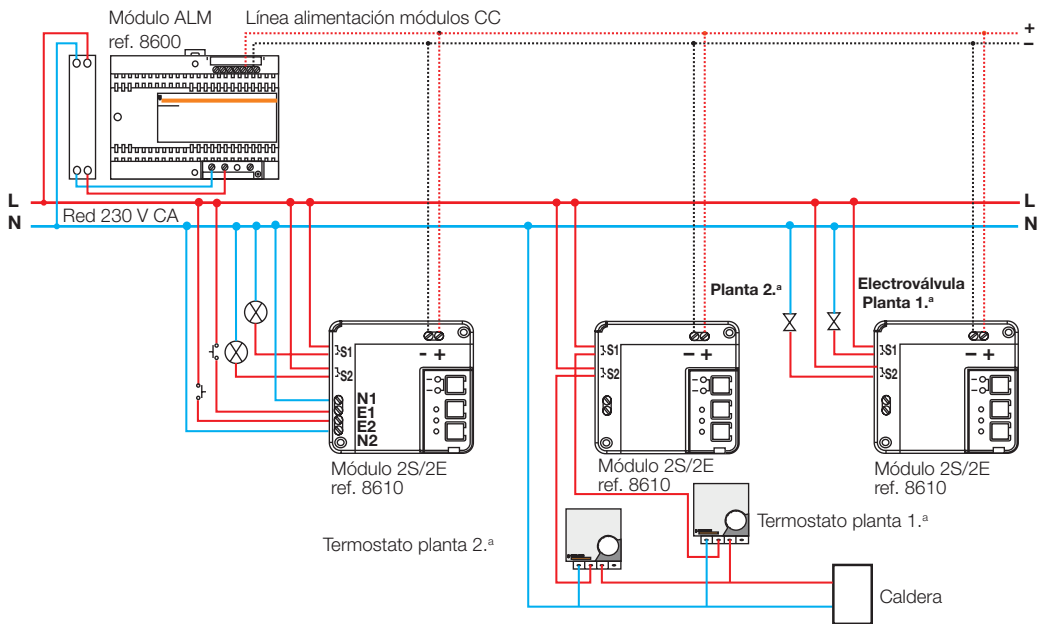 Módulo ALM
ref. 8600
Línea alimentación módulos CC
+
–
L
N
Red 230 V CA
L
N
Planta 2.ª
Electroválvula
Planta 1.ª
S1
S2
- +
N1
E1
E2
N2
Módulo 2S/2E
ref. 8610
S1
S2
- +
Módulo 2S/2E
ref. 8610
S1
S2
- +
Módulo 2S/2E
ref. 8610
Termostato planta 2.ª
Termostato planta 1.ª
Caldera